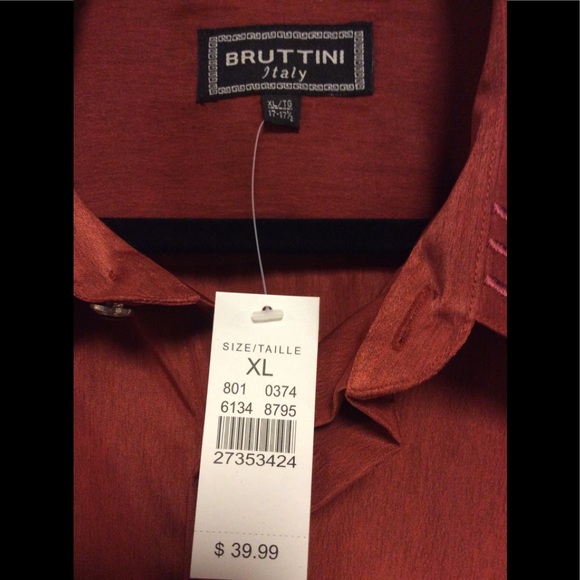 BRUTTINI
Italy
XL/TG
17-17½
SIZE/TAILLE
XL
801 0374
6134 8795
27353424
$ 39.99